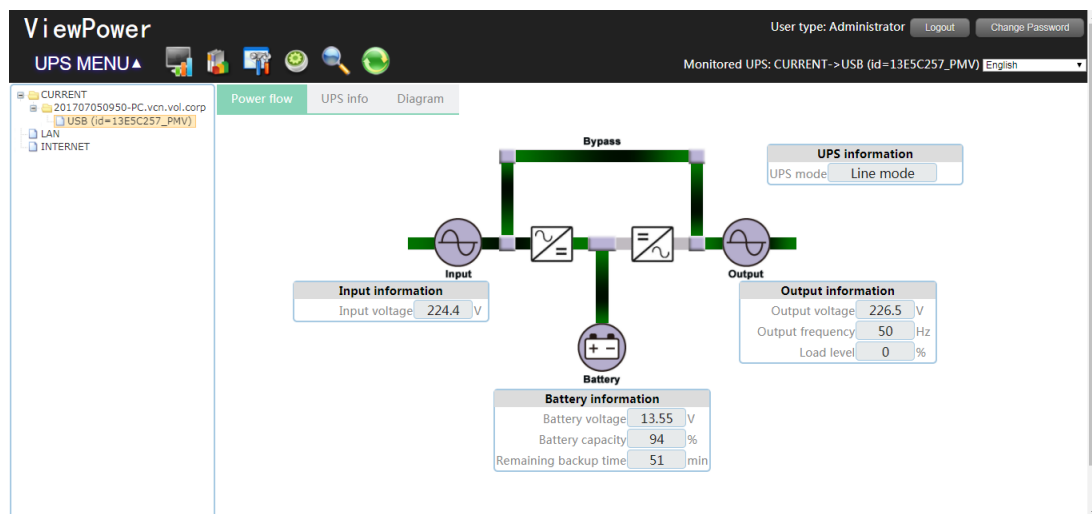 ViewPower
User type: Administrator Logout Change Password
UPS MENU▲
Monitored UPS: CURRENT->USB (id=13E5C257_PMV) English
CURRENT
201707050950-PC.vcn.vol.corp
USB (id=13E5C257_PMV)
LAN
INTERNET
Power flow UPS info Diagram
Bypass
UPS information
UPS mode Line mode
Input
Output
Input information
Input voltage 224.4 V
Output information
Output voltage 226.5 V
Output frequency 50 Hz
Load level 0 %
Battery
Battery information
Battery voltage 13.55 V
Battery capacity 94 %
Remaining backup time 51 min